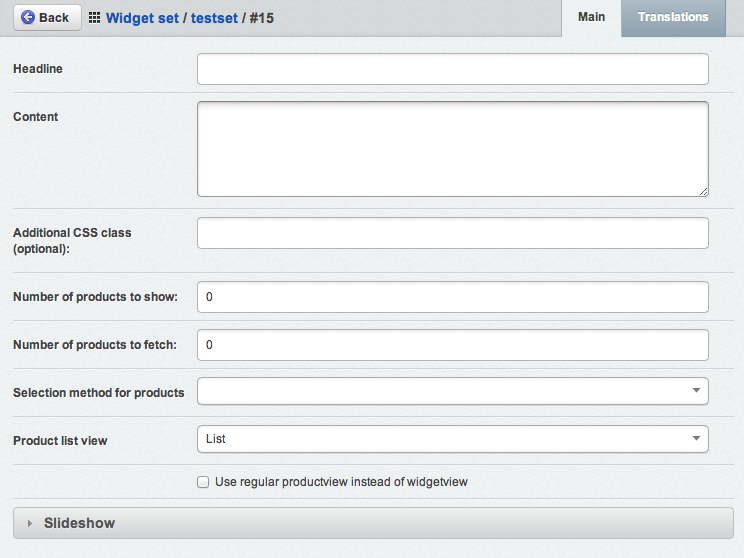 Back Widget set / testset / #15 Main Translations
Headline
Content
Additional CSS class
(optional):
Number of products to show: 0
Number of products to fetch: 0
Selection method for products
Product list view List
Use regular productview instead of widgetview
Slideshow